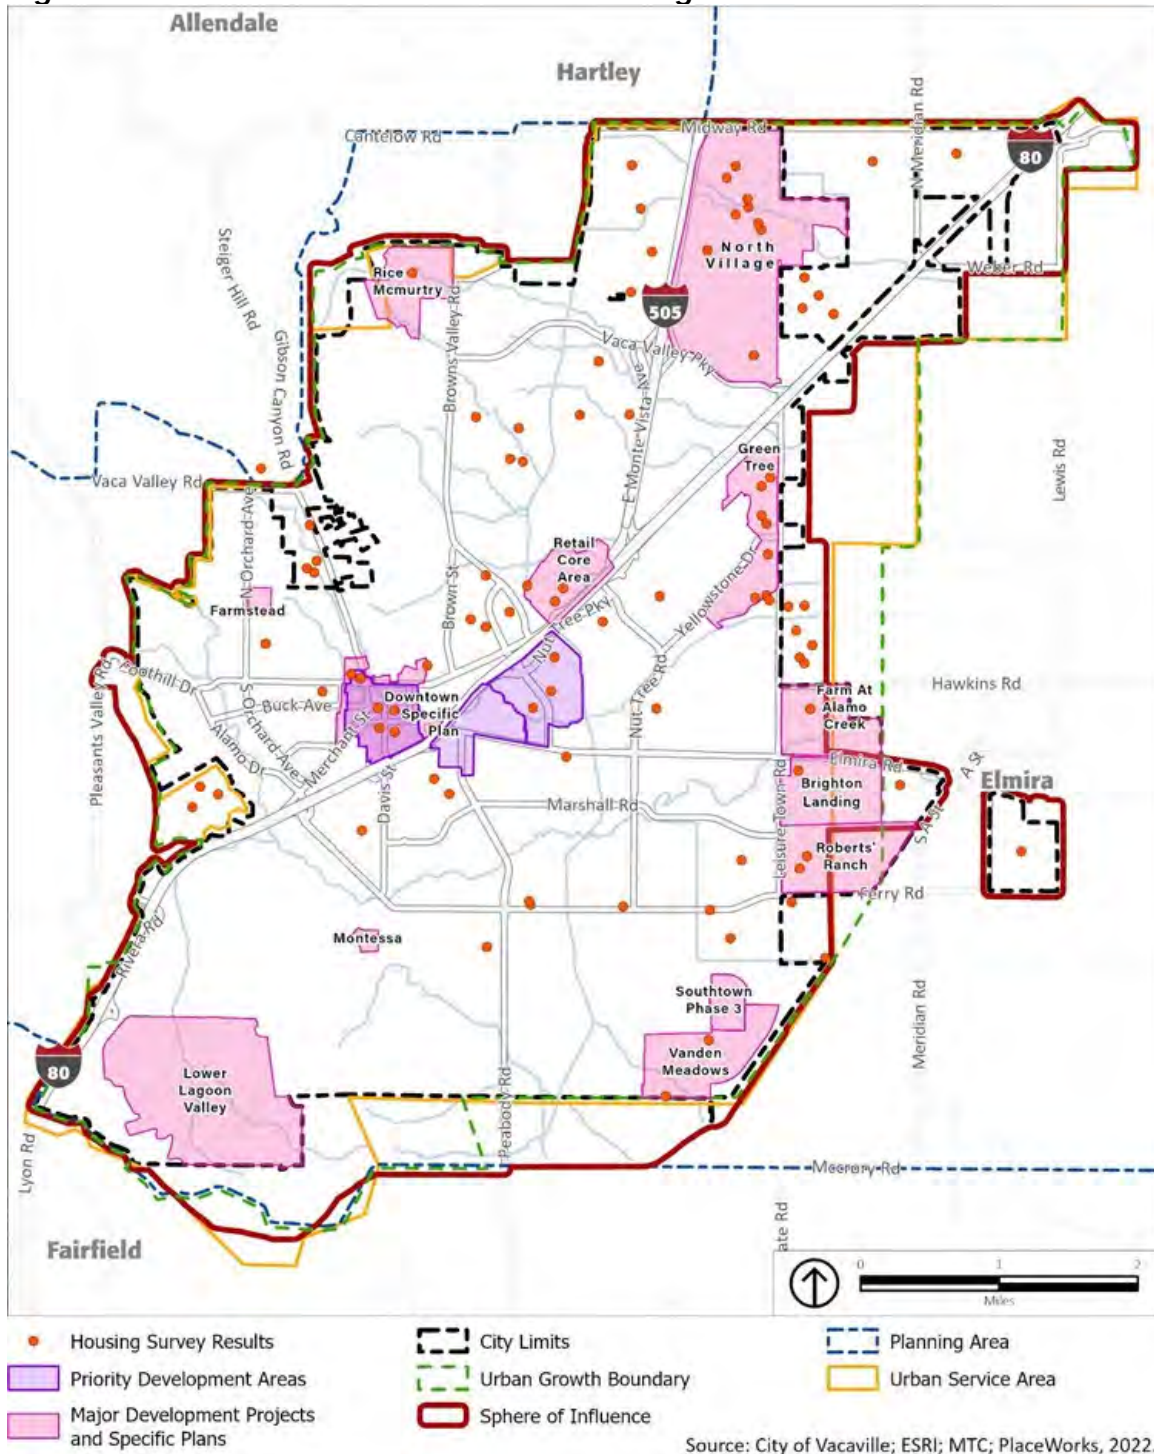 Allendale
Hartley
Cantelow Rd
Midway Rd
N Meridian Rd
80
Steiger Hill Rd
Rice
Mcmurtry
North
Village
Weber Rd
505
Gibson Canyon Rd
Browns Valley Rd
Vaca Valley Pky
E Monte Vista Ave
Green
Tree
Lewis Rd
Vaca Valley Rd
N Orchard Ave
Retail
Core
Area
Yellowstone Dr
Farmstead
Brown St
Nut Tree Pky
Foothill Dr
Pleasants Valley Rd
S Orchard Ave
Buck Ave
Merchant St
Downtown
Specific
Plan
Nut Tree Rd
Farm At
Alamo
Creek
Hawkins Rd
Alamo Dr
Davis St
Elmira Rd
A St
Elmira
Leisure Town Rd
Brighton
Landing
Marshall Rd
S A St
Roberts'
Ranch
Ferry Rd
Rivera Rd
Montessa
Southtown
Phase 3
Meridian Rd
80
Lower
Lagoon
Valley
Vanden
Meadows
Peabody Rd
Lyon Rd
Mccrory Rd
ate Rd
Fairfield
0 1 2
Miles
Housing Survey Results
City Limits
Planning Area
Priority Development Areas
Urban Growth Boundary
Urban Service Area
Major Development Projects
and Specific Plans
Sphere of Influence
Source: City of Vacaville; ESRI; MTC; PlaceWorks, 2022.